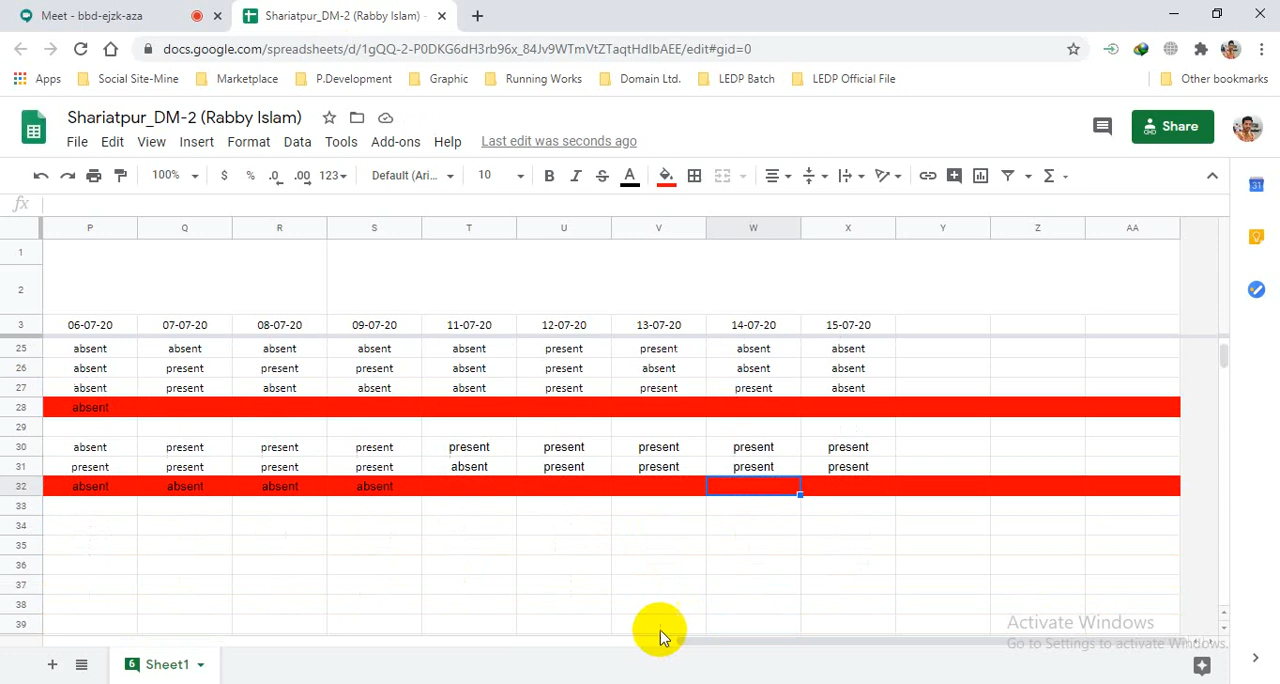 Meet - bbd-ejzk-aza
Shariatpur_DM-2 (Rabby Islam) -
docs.google.com/spreadsheets/d/1gQQ-2-P0DKG6dH3rb96x_84Jv9WTmVtZTaqtHdIbAEE/edit#gid=0
Apps Social Site-Mine Marketplace P.Development Graphic Running Works Domain Ltd. LEDP Batch LEDP Official File Other bookmarks
Shariatpur_DM-2 (Rabby Islam)
File Edit View Insert Format Data Tools Add-ons Help Last edit was seconds ago
Share
100% $ % .0 .00 123 Default (Ari... 10 B I S A Σ
fx
P Q R S T U V W X Y Z AA
1
2
3 06-07-20 07-07-20 08-07-20 09-07-20 11-07-20 12-07-20 13-07-20 14-07-20 15-07-20
25 absent absent absent absent absent present present absent absent
26 absent present present present absent present absent absent absent
27 absent present absent absent absent present present present absent
28 absent
29
30 absent present present present present present present present present
31 present present present present absent present present present present
32 absent absent absent absent
33
34
35
36
37
38
39
Activate Windows
Go to Settings to activate Windows.
6 Sheet1
31